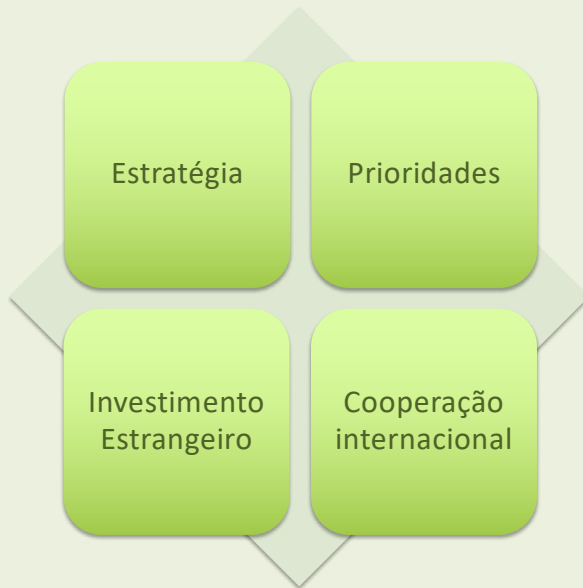 Estratégia
Prioridades
Investimento
Estrangeiro
Cooperação
internacional